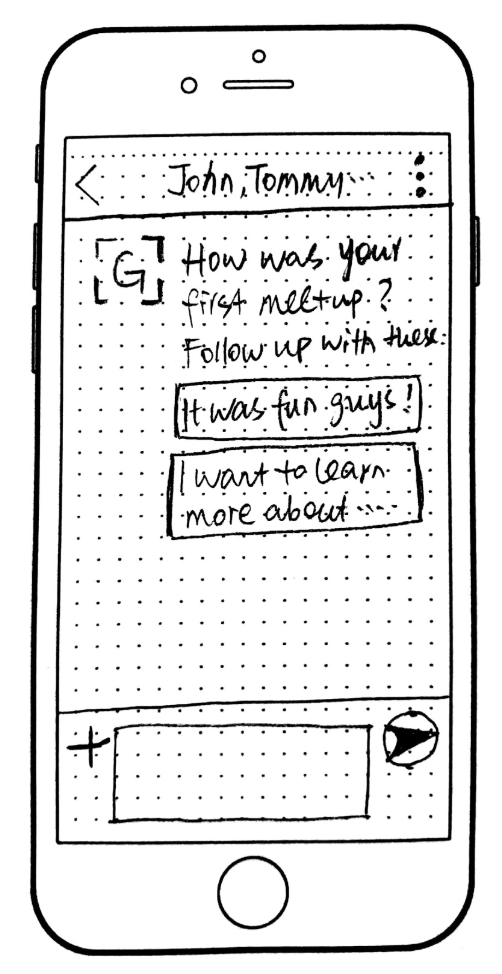 John, Tommy....
G
How was your
first meetup?
Follow up with these:
It was fun guys!
I want to learn
more about ....